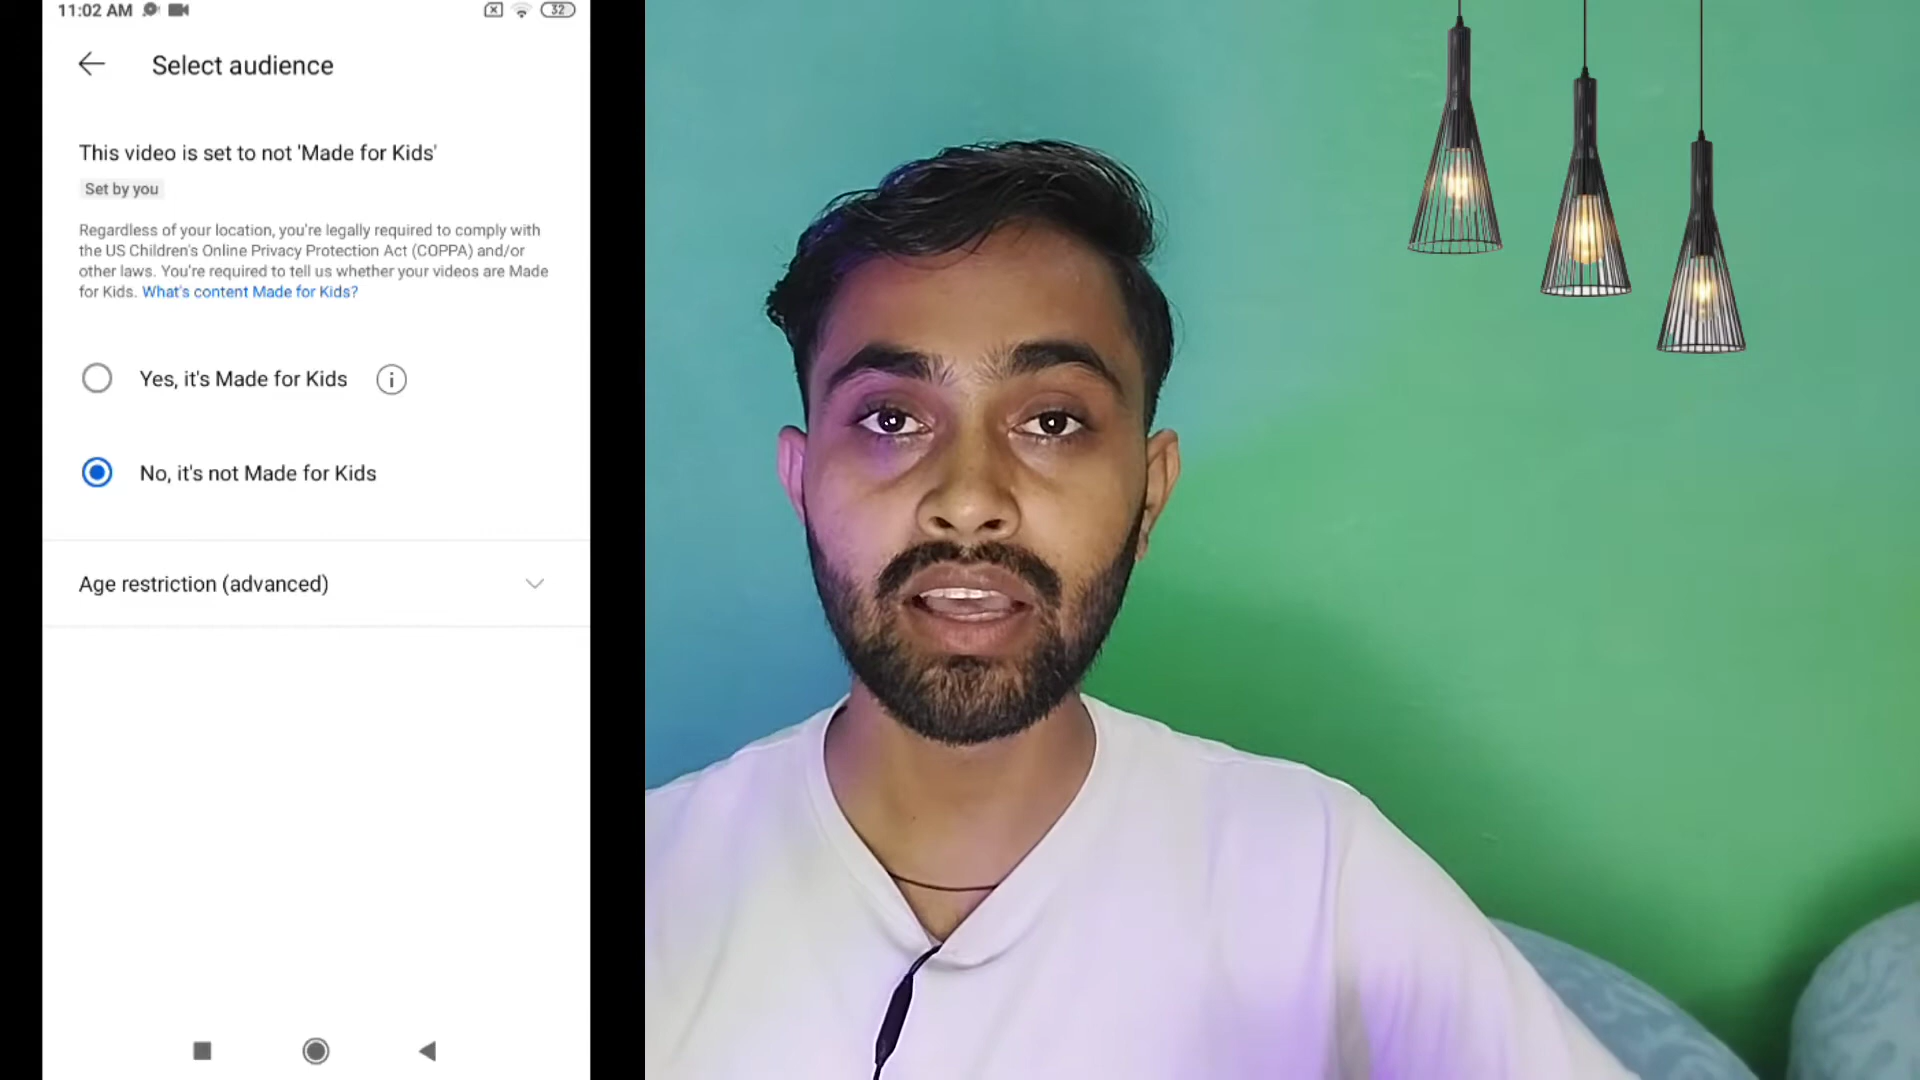 11:02 AM
32
Select audience
This video is set to not 'Made for Kids'
Set by you
Regardless of your location, you're legally required to comply with
the US Children's Online Privacy Protection Act (COPPA) and/or
other laws. You're required to tell us whether your videos are Made
for Kids. What's content Made for Kids?
Yes, it's Made for Kids
No, it's not Made for Kids
Age restriction (advanced)